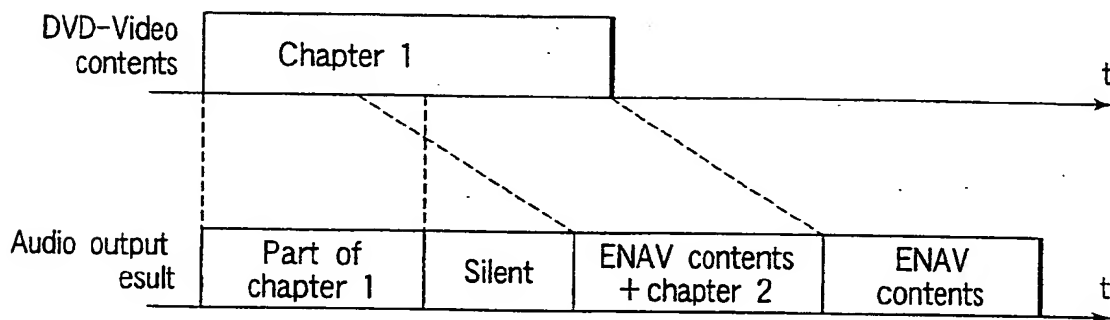 DVD-Video
contents
Chapter 1
t
Audio output
esult
Part of
chapter 1
Silent
ENAV contents
+chapter 2
ENAV
contents
t